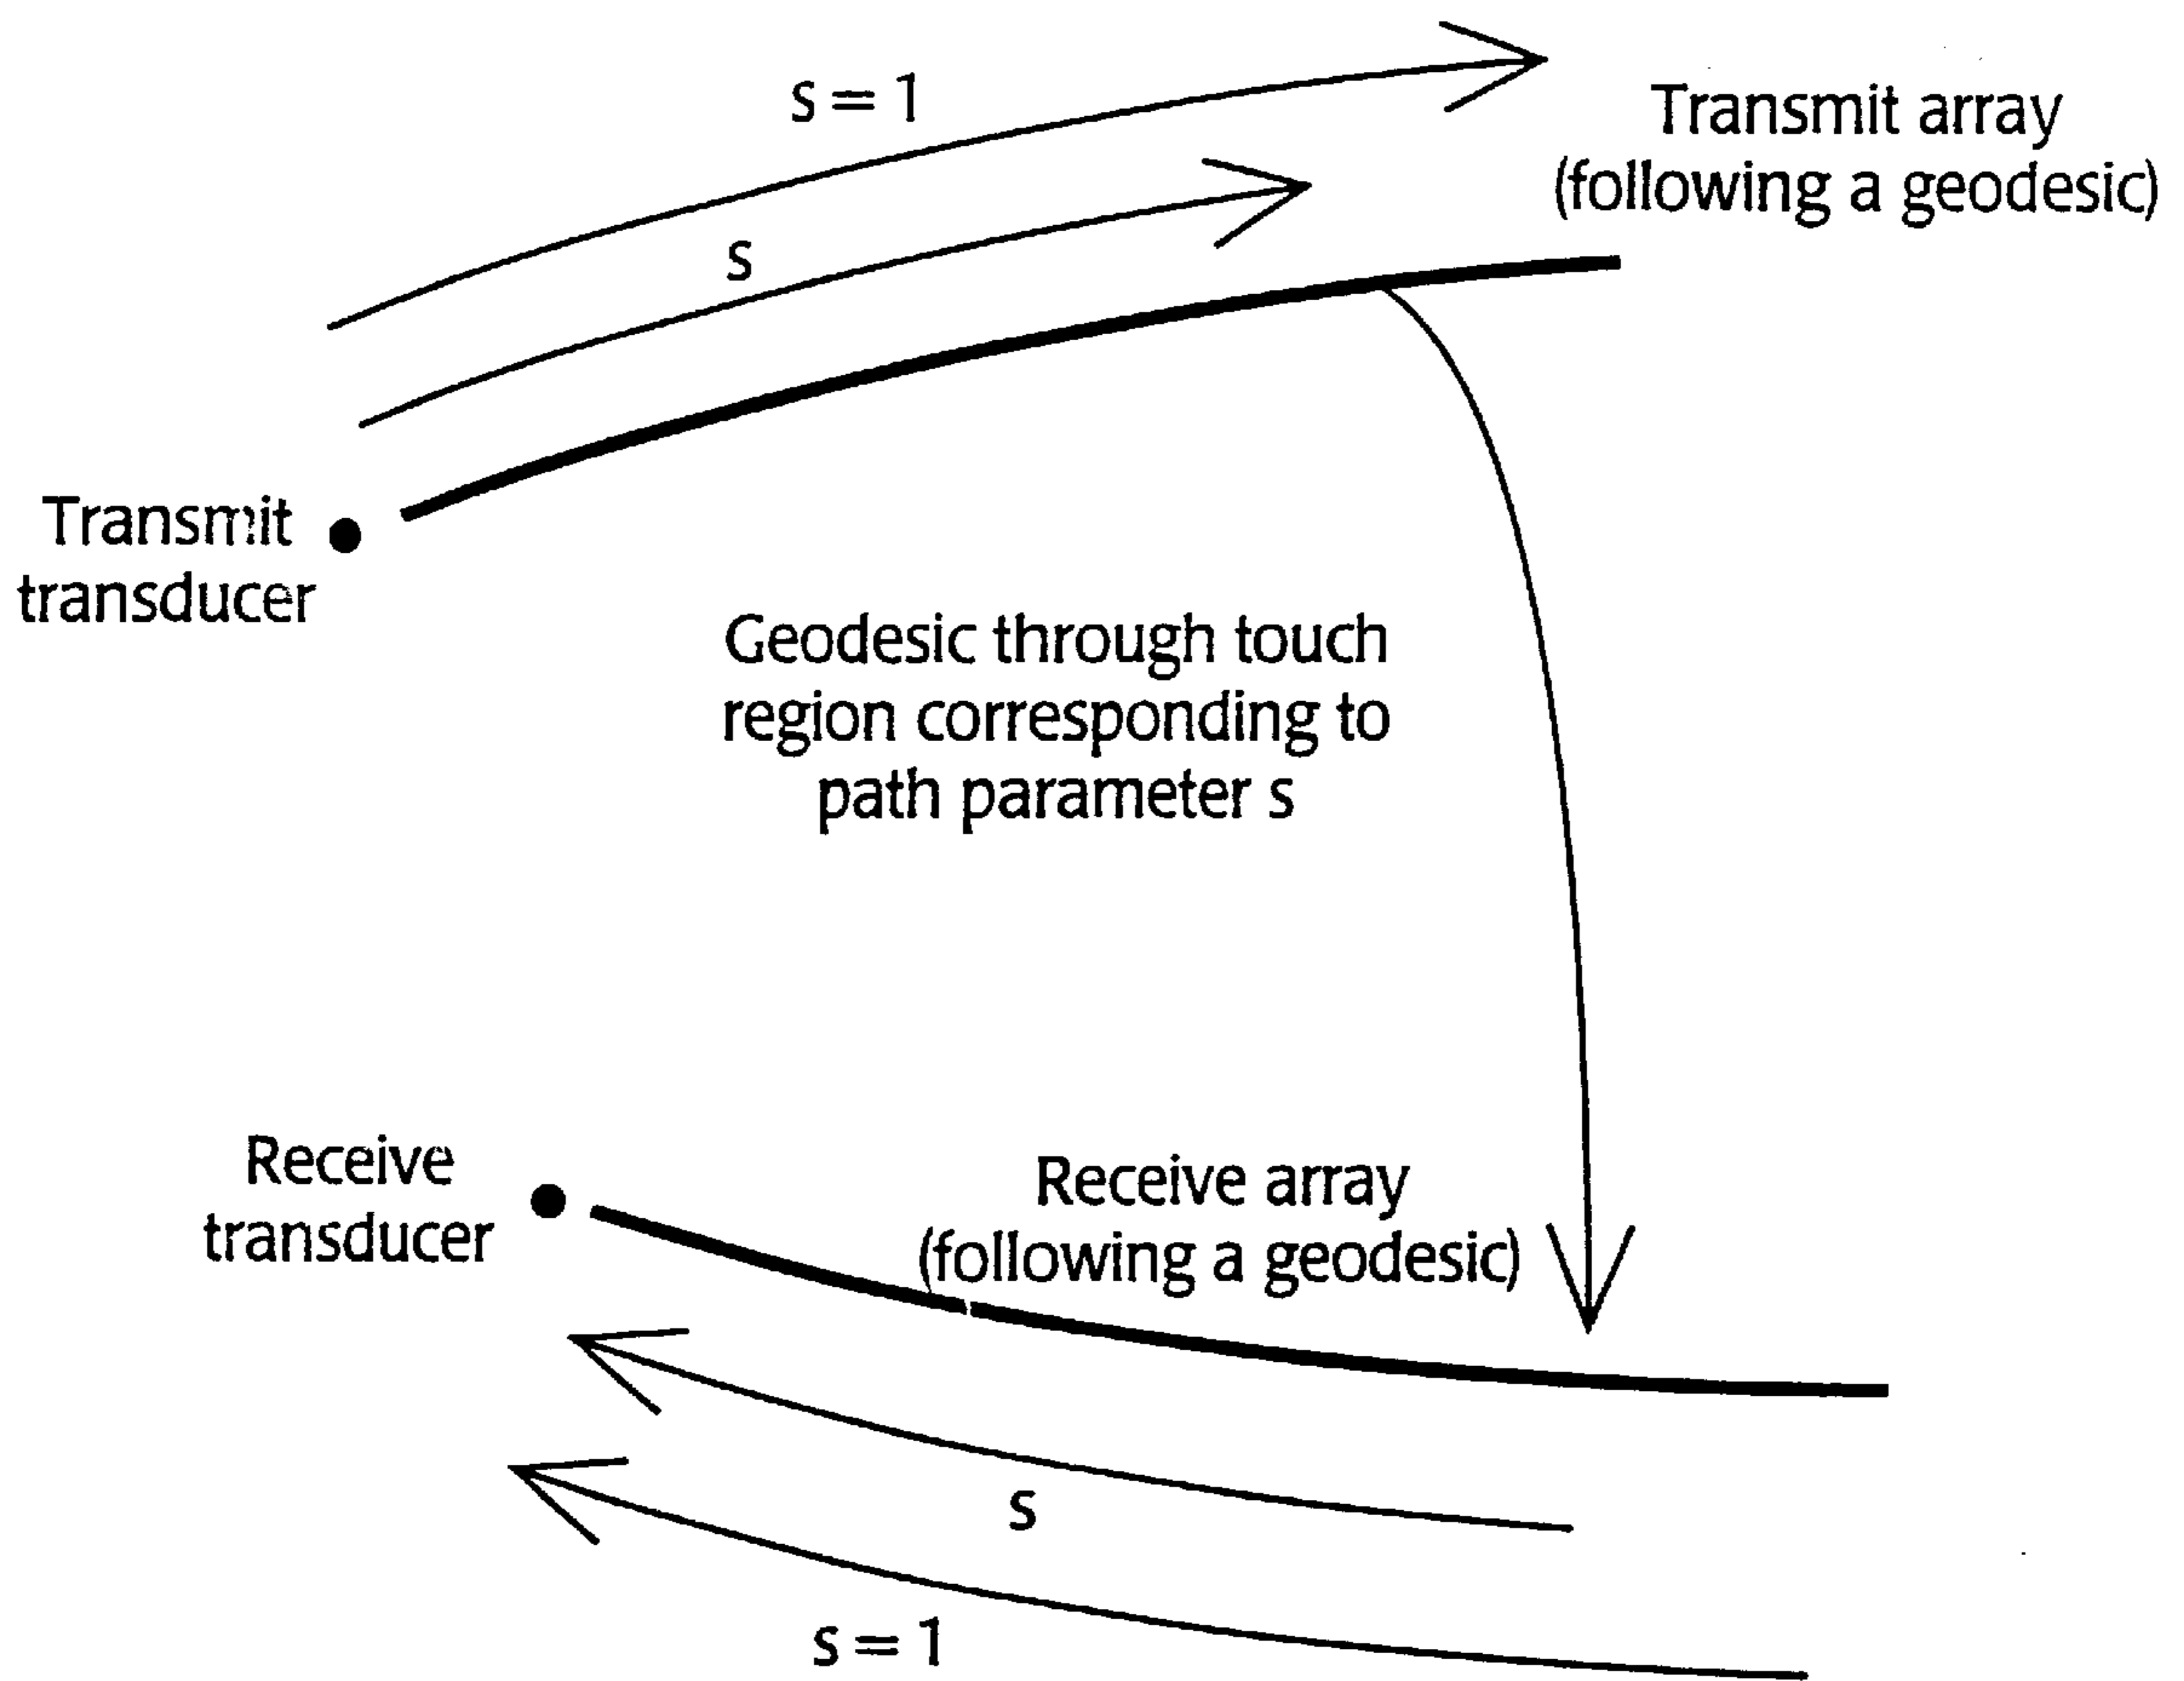 s = 1
Transmit array
(following a geodesic)
s
Transmit
transducer
Geodesic through touch
region corresponding to
path parameter s
Receive
transducer
Receive array
(following a geodesic)
s
s = 1